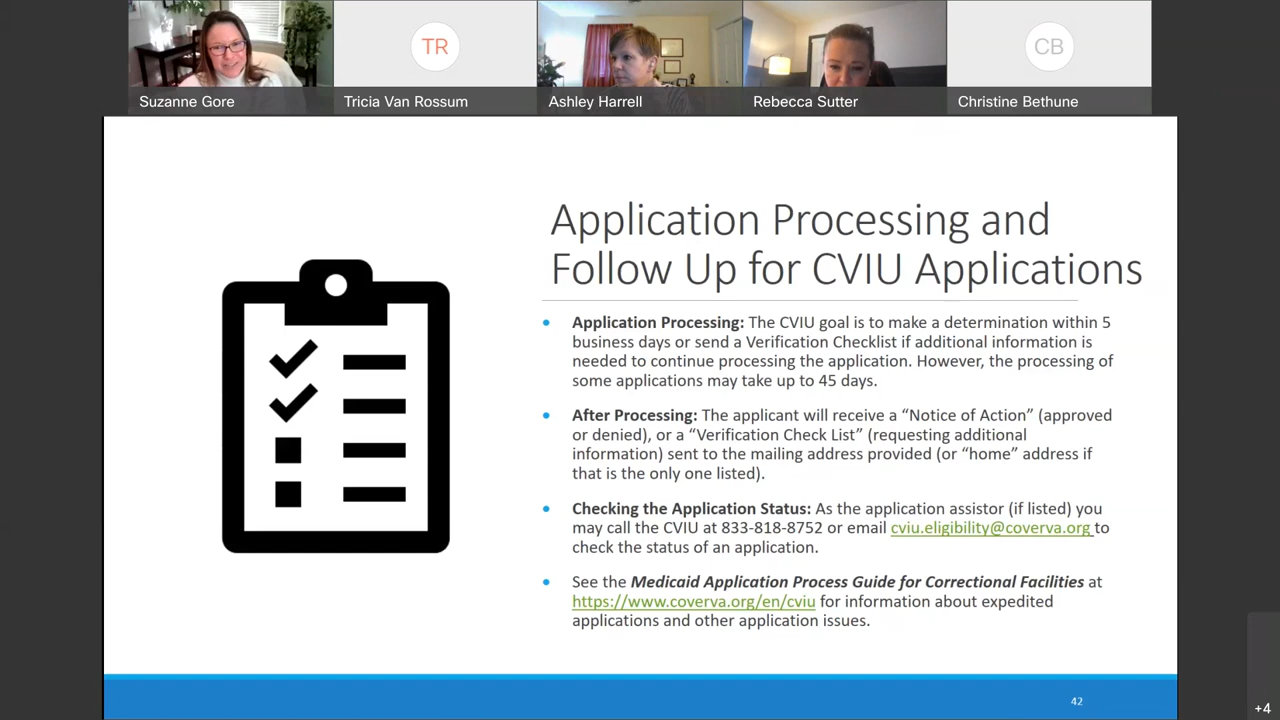 TR
CB
Suzanne Gore
Tricia Van Rossum
Ashley Harrell
Rebecca Sutter
Christine Bethune
Application Processing and
Follow Up for CVIU Applications
• Application Processing: The CVIU goal is to make a determination within 5
business days or send a Verification Checklist if additional information is
needed to continue processing the application. However, the processing of
some applications may take up to 45 days.
• After Processing: The applicant will receive a “Notice of Action” (approved
or denied), or a “Verification Check List” (requesting additional
information) sent to the mailing address provided (or “home” address if
that is the only one listed).
• Checking the Application Status: As the application assistor (if listed) you
may call the CVIU at 833-818-8752 or email cviu.eligibility@coverva.org to
check the status of an application.
• See the Medicaid Application Process Guide for Correctional Facilities at
https://www.coverva.org/en/cviu for information about expedited
applications and other application issues.
42
+4